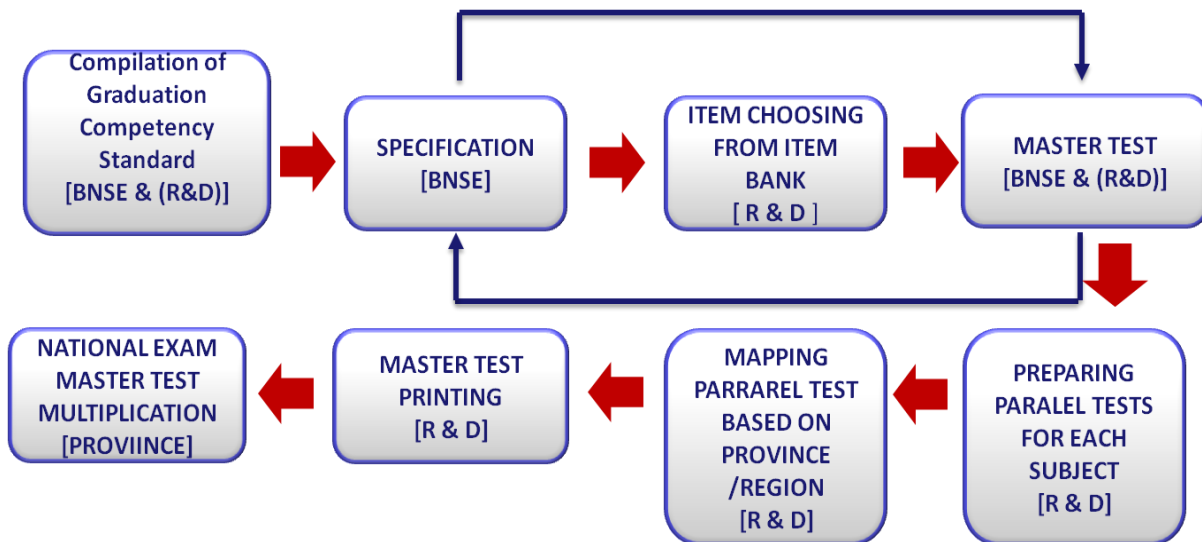 Compilation of
Graduation
Competency
Standard
[BNSE & (R&D)]
SPECIFICATION
[BNSE]
ITEM CHOOSING
FROM ITEM
BANK
[ R & D ]
MASTER TEST
[BNSE & (R&D)]
NATIONAL EXAM
MASTER TEST
MULTIPLICATION
[PROVIINCE]
MASTER TEST
PRINTING
[R & D]
MAPPING
PARRAREL TEST
BASED ON
PROVINCE
/REGION
[R & D]
PREPARING
PARALEL TESTS
FOR EACH
SUBJECT
[R & D]